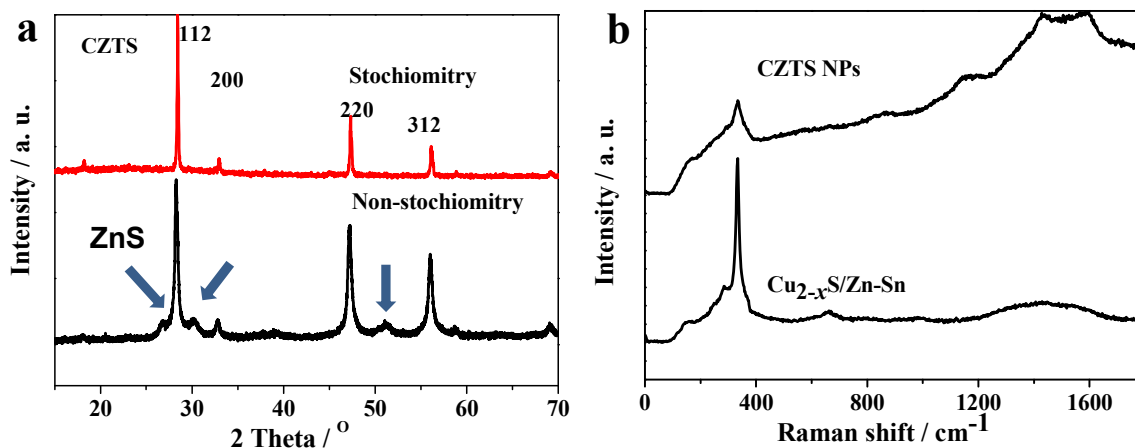 a
CZTS
112
200
Stochiomitry
220
312
Non-stochiomitry
ZnS
Intensity / a. u.
20
30
40
50
60
70
2 Theta / O
b
CZTS NPs
Cu2-xS/Zn-Sn
Intensity / a. u.
0
400
800
1200
1600
Raman shift / cm-1